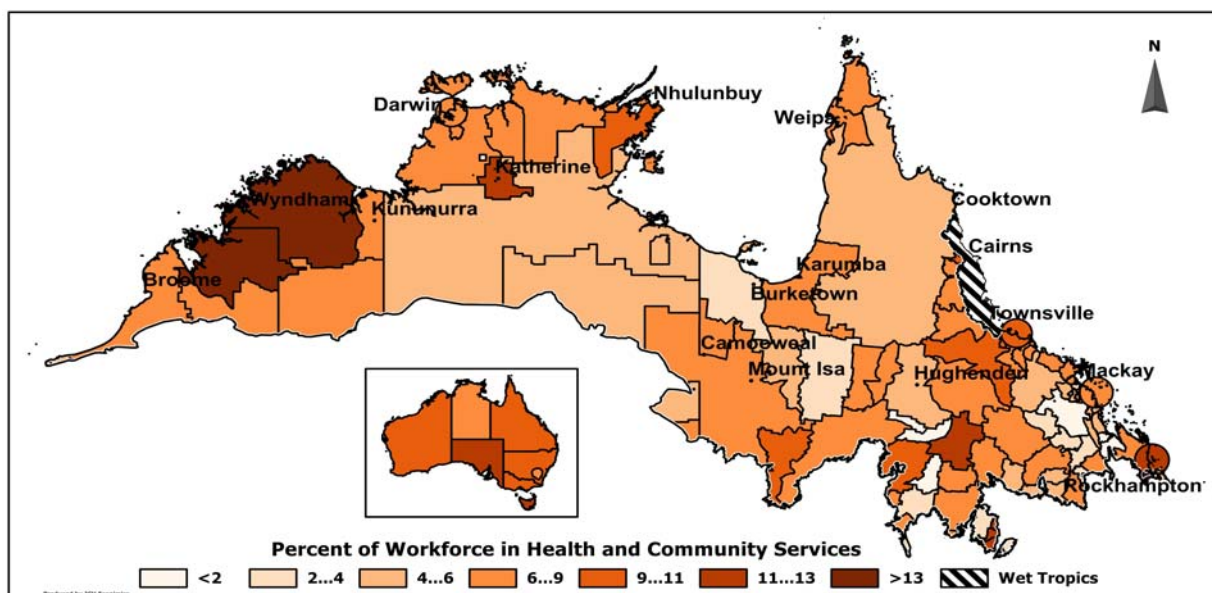 N
Nhulunbuy
Darwin
Weipa
Katherine
Wyndham
Kununurra
Cooktown
Cairns
Karumba
Broome
Burketown
Townsville
Camooweal
Mount Isa
Hughenden
Mackay
Rockhampton
Percent of Workforce in Health and Community Services
<2 2...4 4...6 6...9 9...11 11...13 >13 Wet Tropics